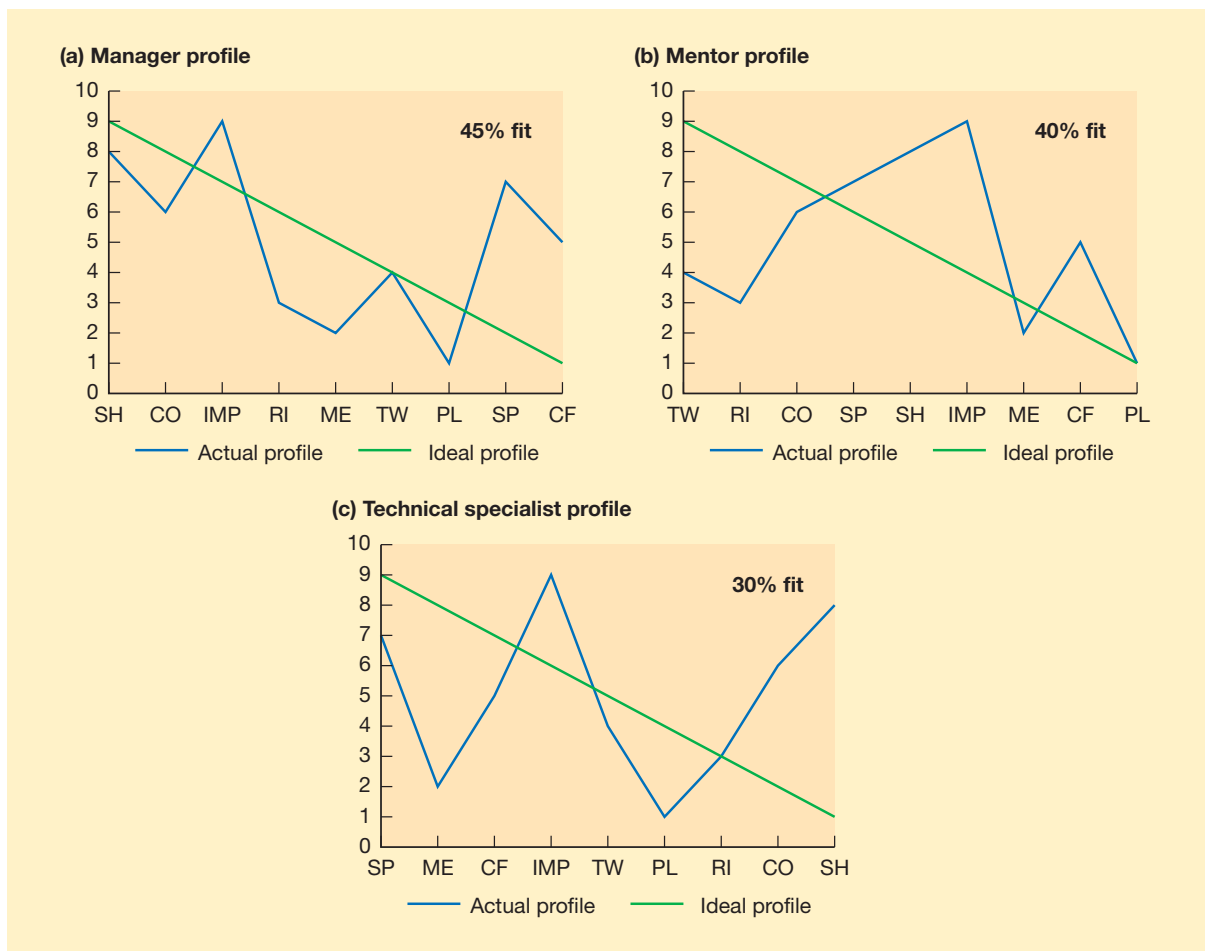 (a) Manager profile
10
9
8
7
6
5
4
3
2
1
0
45% fit
SH CO IMP RI ME TW PL SP CF
Actual profile Ideal profile
(b) Mentor profile
10
9
8
7
6
5
4
3
2
1
0
40% fit
TW RI CO SP SH IMP ME CF PL
Actual profile Ideal profile
(c) Technical specialist profile
10
9
8
7
6
5
4
3
2
1
0
30% fit
SP ME CF IMP TW PL RI CO SH
Actual profile Ideal profile